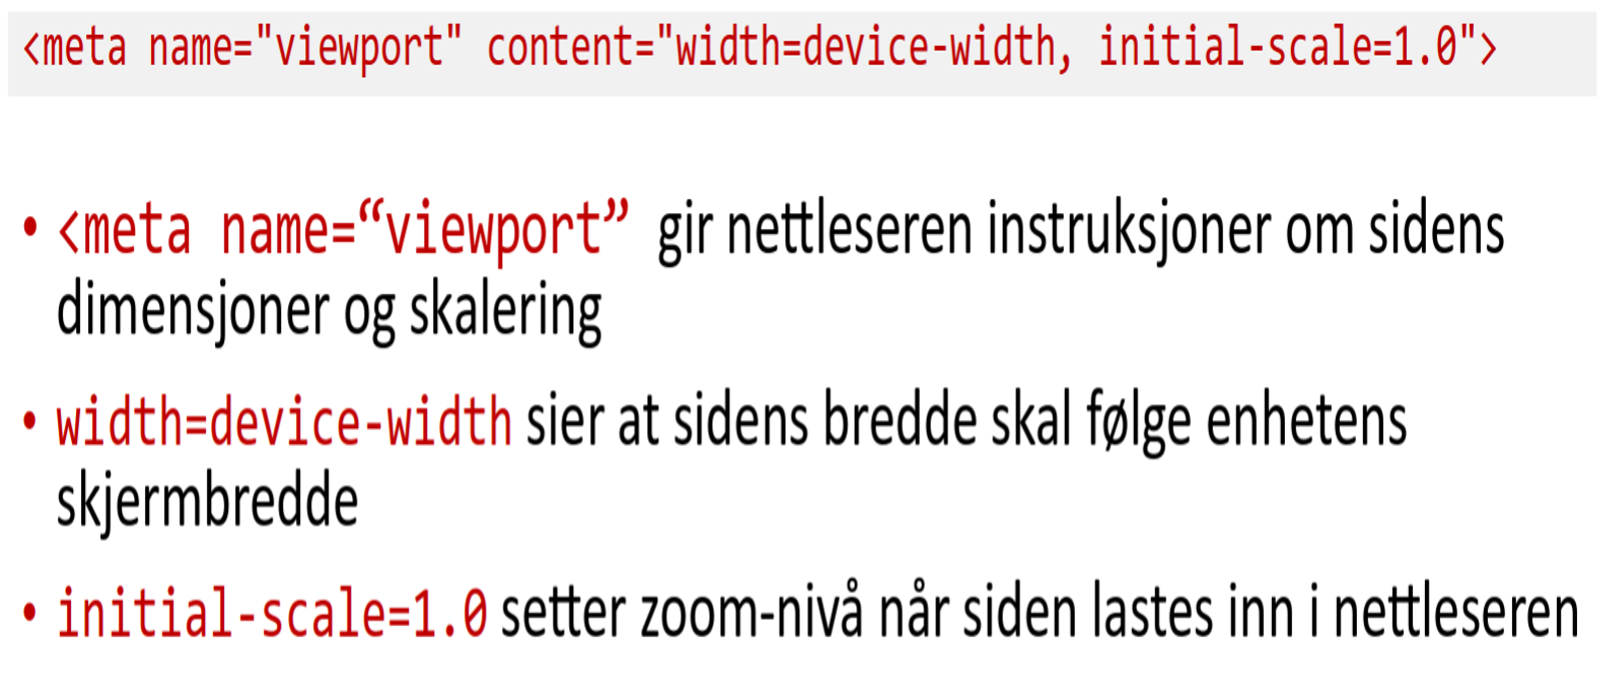 <meta name="viewport" content="width=device-width, initial-scale=1.0">
• <meta name=“viewport” gir nettleseren instruksjoner om sidens
dimensjoner og skalering
• width=device-width sier at sidens bredde skal følge enhetens
skjermbredde
• initial-scale=1.0 setter zoom-nivå når siden lastes inn i nettleseren